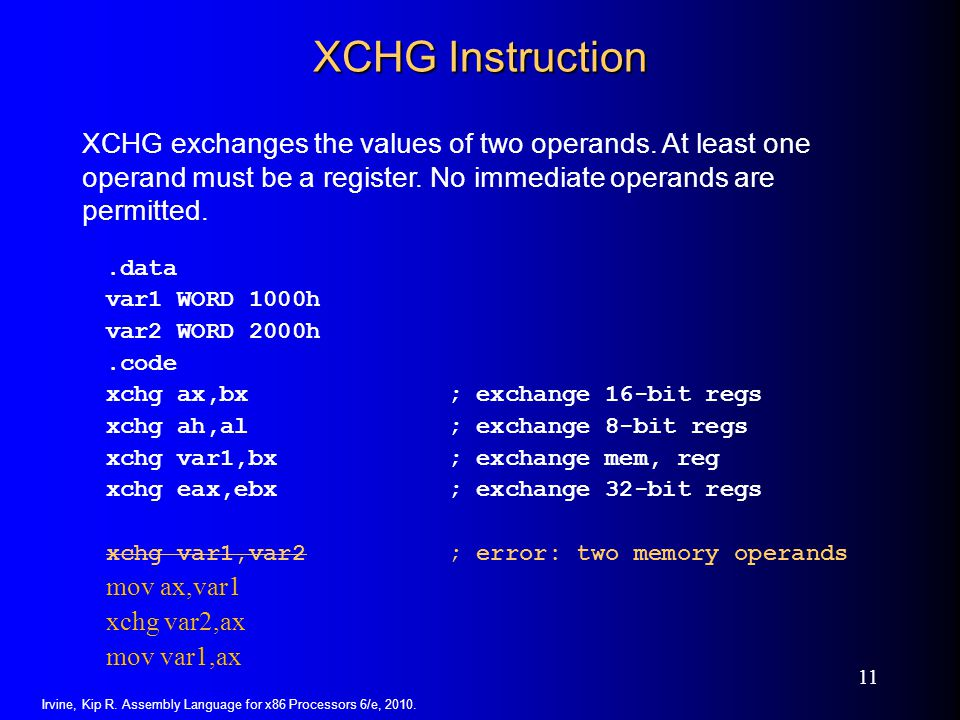 XCHG Instruction
XCHG exchanges the values of two operands. At least one
operand must be a register. No immediate operands are
permitted.
.data
var1 WORD 1000h
var2 WORD 2000h
.code
xchg ax,bx ; exchange 16-bit regs
xchg ah,al ; exchange 8-bit regs
xchg var1,bx ; exchange mem, reg
xchg eax,ebx ; exchange 32-bit regs
xchg var1,var2 ; error: two memory operands
mov ax,var1
xchg var2,ax
mov var1,ax
11
Irvine, Kip R. Assembly Language for x86 Processors 6/e, 2010.